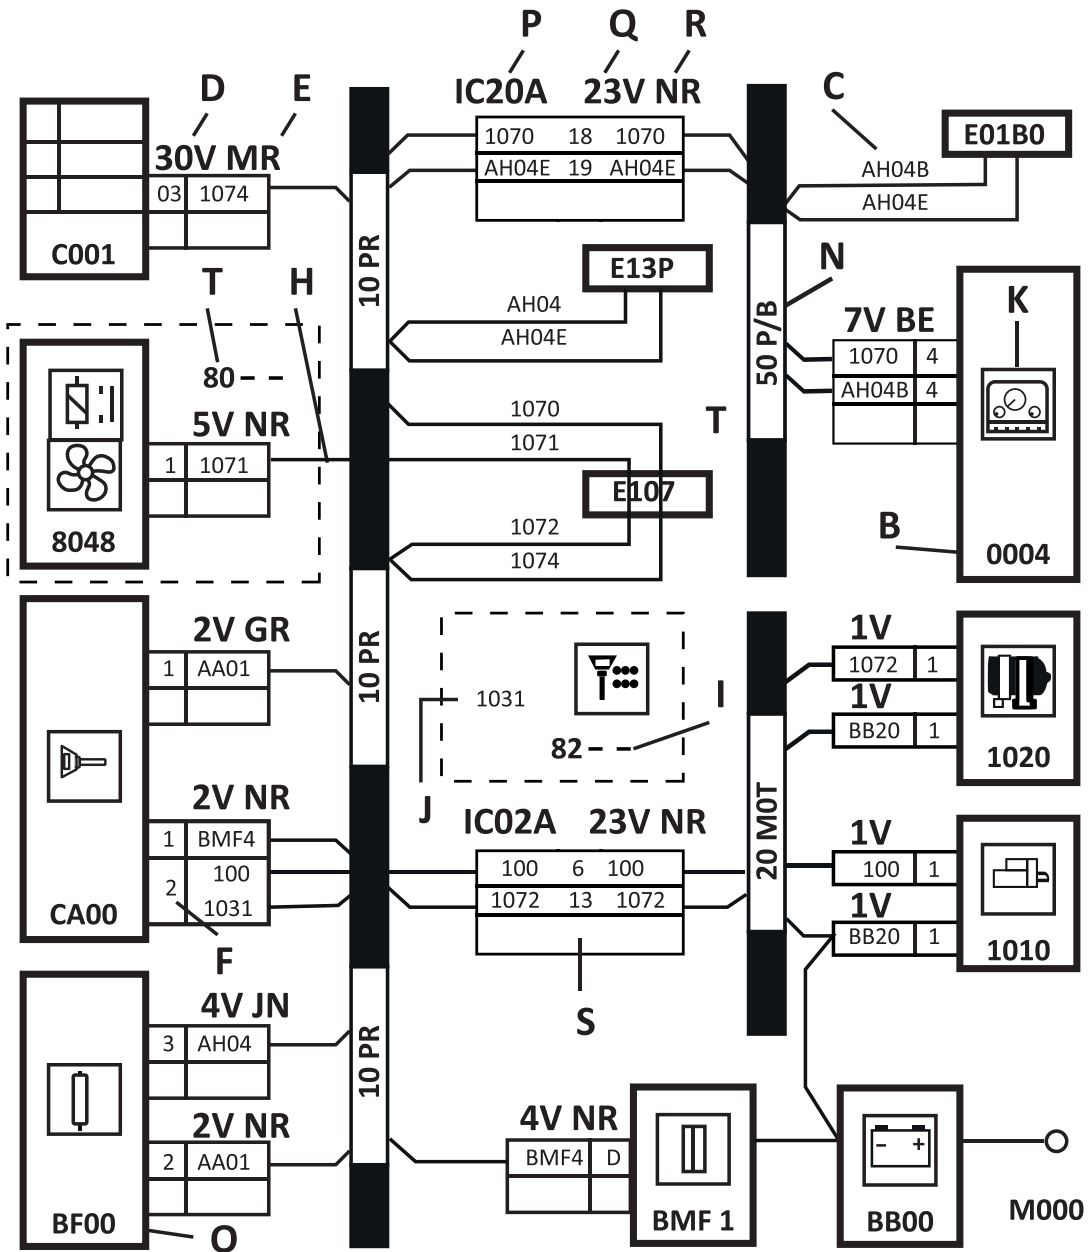 P Q R
IC20A 23V NR
1070 18 1070
AH04E 19 AH04E
D E
30V MR
03 1074
C001
C
E01B0
AH04B
AH04E
10 PR
E13P
AH04
AH04E
N
50 P/B
7V BE
1070 4
AH04B 4
K
B
0004
T H
80
5V NR
1 1071
8048
1070
1071
T
E107
1072
1074
2V GR
1 AA01
2V NR
1 BMF4
2 100
1031
CA00
F
10 PR
1031
82
I
J
IC02A 23V NR
100 6 100
1072 13 1072
S
20 M0T
1V
1072 1
1V
BB20 1
1020
1V
100 1
1V
BB20 1
1010
4V JN
3 AH04
2V NR
2 AA01
BF00
O
10 PR
4V NR
BMF4 D
BMF 1
BB00
M000